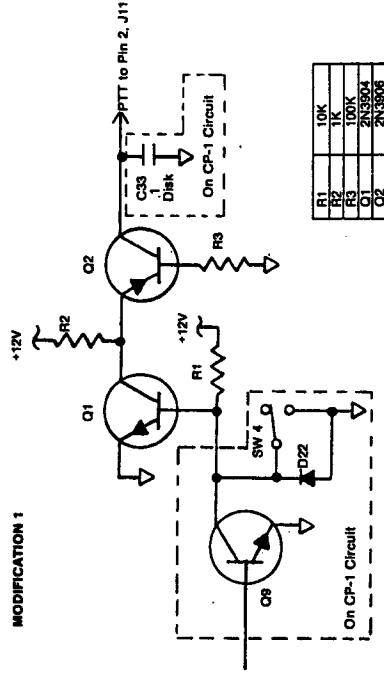 MODIFICATION 1
+12V
R2
Q1
Q2
PTT to Pin 2, J11
C33
.1
Disk
On CP-1 Circuit
R3
+12V
R1
SW 4
D22
Q9
On CP-1 Circuit
R1 10K
R2 1K
R3 100K
Q1 2N3904
Q2 2N3906